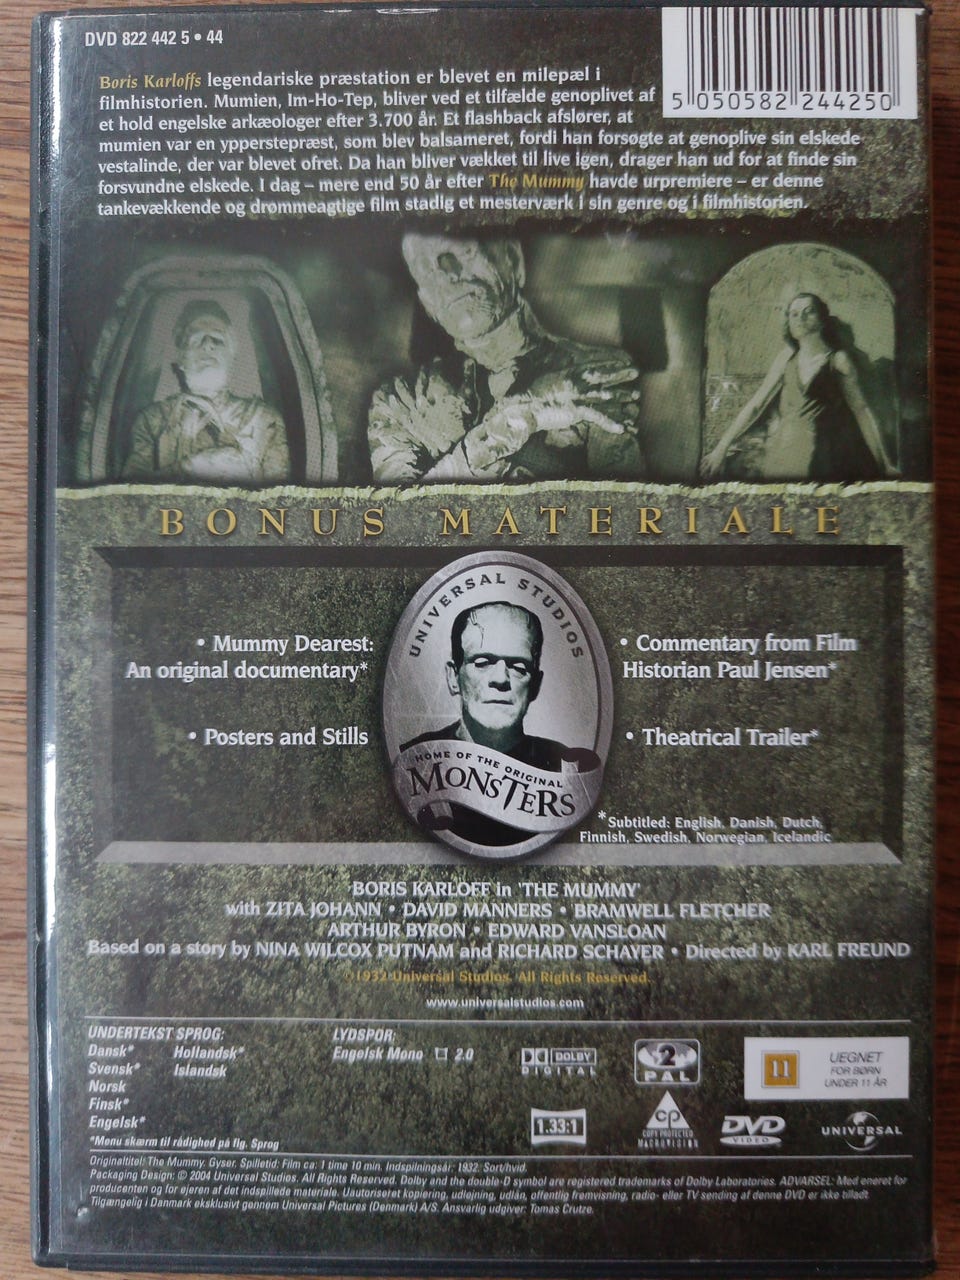 DVD 822 442 5 • 44
5 050582 244250
Boris Karloffs legendariske præstation er blevet en milepæl i
filmhistorien. Mumien, Im-Ho-Tep, bliver ved et tilfælde genoplivet af
et hold engelske arkæologer efter 3.700 år. Et flashback afslører, at
mumien var en ypperstepræst, som blev balsameret, fordi han forsøgte at genoplive sin elskede
vestalinde, der var blevet ofret. Da han bliver vækket til live igen, drager han ud for at finde sin
forsvundne elskede. I dag – mere end 50 år efter The Mummy havde urpremiere – er denne
tankevækkende og drømmeagtige film stadig et mesterværk i sin genre og i filmhistorien.
BONUS MATERIALE
UNIVERSAL STUDIOS
HOME OF THE ORIGINAL
MONSTERS
• Mummy Dearest:
An original documentary*
• Posters and Stills
• Commentary from Film
Historian Paul Jensen*
• Theatrical Trailer*
*Subtitled: English, Danish, Dutch,
Finnish, Swedish, Norwegian, Icelandic
BORIS KARLOFF in 'THE MUMMY'
with ZITA JOHANN • DAVID MANNERS • BRAMWELL FLETCHER
ARTHUR BYRON • EDWARD VANSLOAN
Based on a story by NINA WILCOX PUTNAM and RICHARD SCHAYER • Directed by KARL FREUND
©1932 Universal Studios. All Rights Reserved.
www.universalstudios.com
UNDERTEKST SPROG:
Dansk* Hollandsk*
Svensk* Islandsk
Norsk
Finsk*
Engelsk*
*Menu skærm til rådighed på flg. Sprog
LYDSPOR:
Engelsk Mono 2.0
DOLBY
DIGITAL
2
PAL
11
UEGNET
FOR BØRN
UNDER 11 ÅR
1.33:1
CP
COPY PROTECTED
MACROVISION
DVD
VIDEO
UNIVERSAL
Originaltitel: The Mummy. Gyser. Spilletid: Film ca: 1 time 10 min. Indspilningsår: 1932. Sort/hvid.
Packaging Design: © 2004 Universal Studios. All Rights Reserved. Dolby and the double-D symbol are registered trademarks of Dolby Laboratories. ADVARSEL: Med eneret for
producenten og for ejeren af det indspillede materiale. Uautoriseret kopiering, udlejning, udlån, offentlig fremvisning, radio- eller TV sending af denne DVD er ikke tilladt
Tilgængelig i Danmark eksklusivt gennem Universal Pictures (Denmark) A/S. Ansvarlig udgiver: Tomas Crutze.